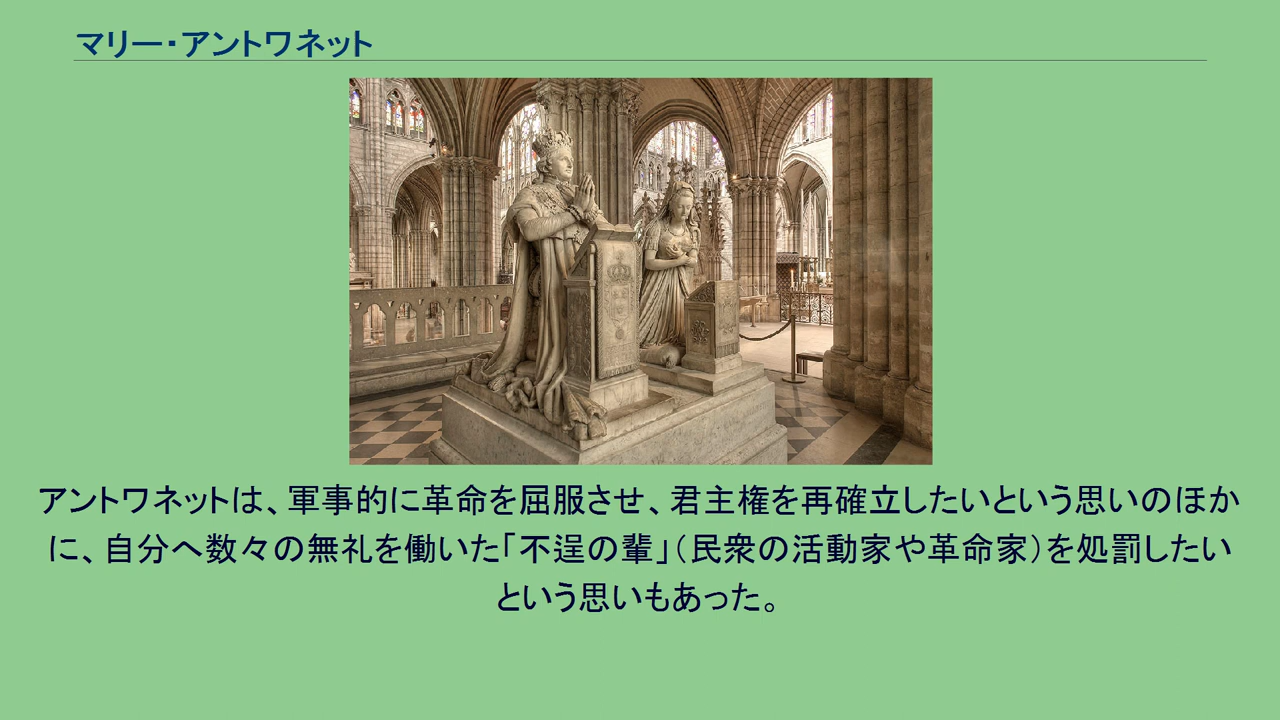 マリー・アントワネット
アントワネットは、軍事的に革命を屈服させ、君主権を再確立したいという思いのほか
に、自分へ数々の無礼を働いた「不逞の輩」（民衆の活動家や革命家）を処罰したい
という思いもあった。